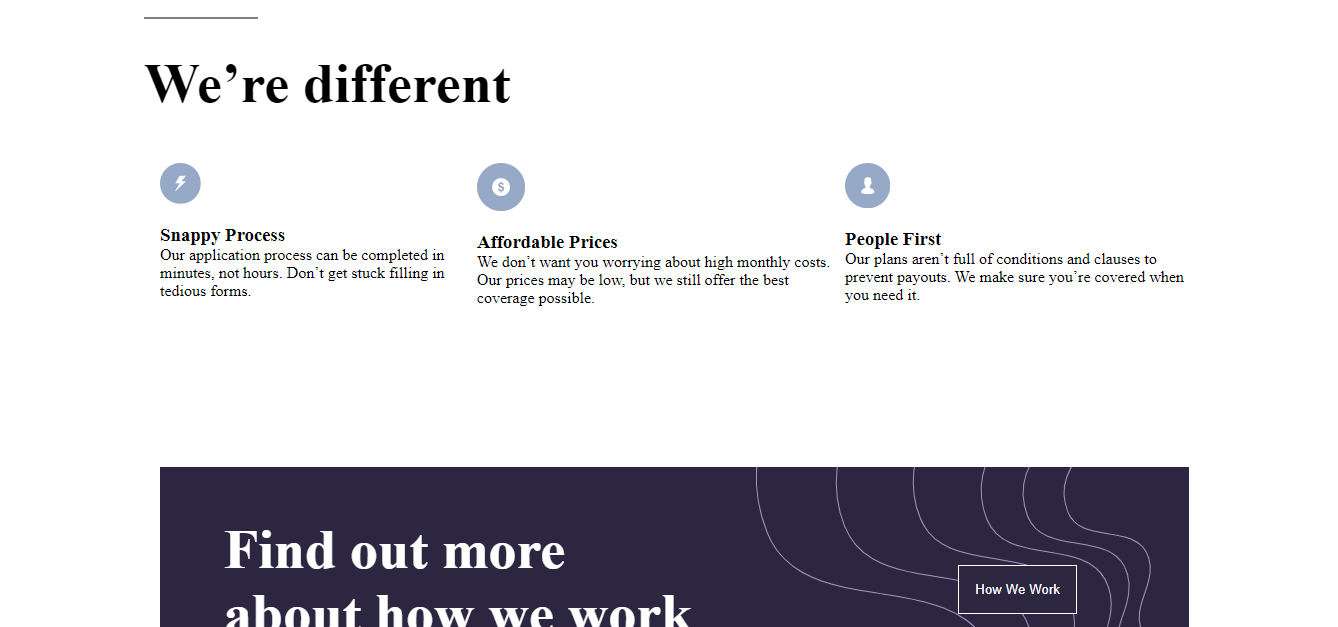 We’re different
Snappy Process
Our application process can be completed in
minutes, not hours. Don’t get stuck filling in
tedious forms.
Affordable Prices
We don’t want you worrying about high monthly costs.
Our prices may be low, but we still offer the best
coverage possible.
People First
Our plans aren’t full of conditions and clauses to
prevent payouts. We make sure you’re covered when
you need it.
Find out more
about how we work
How We Work